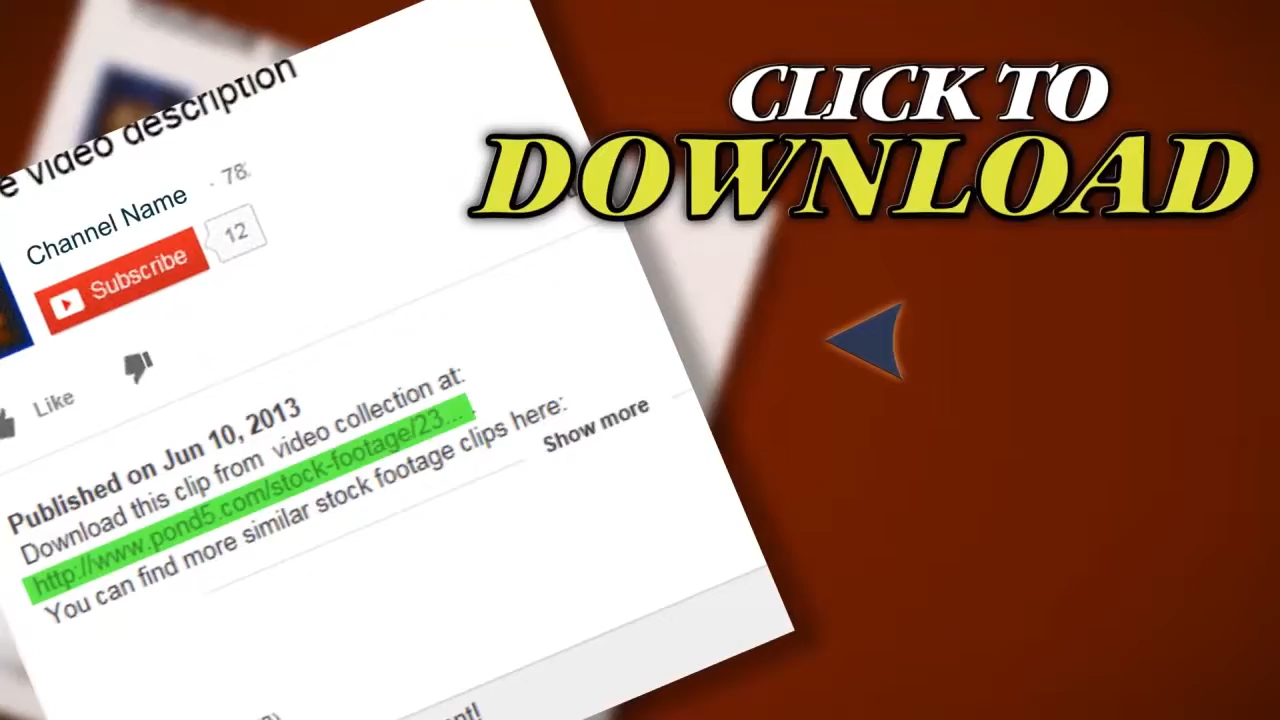 CLICK TO
DOWNLOAD
video description
Channel Name
Subscribe
12
Like
Published on Jun 10, 2013
Download this clip from video collection at:
http://www.pond5.com/stock-footage/23...
You can find more similar stock footage clips here:
Show more